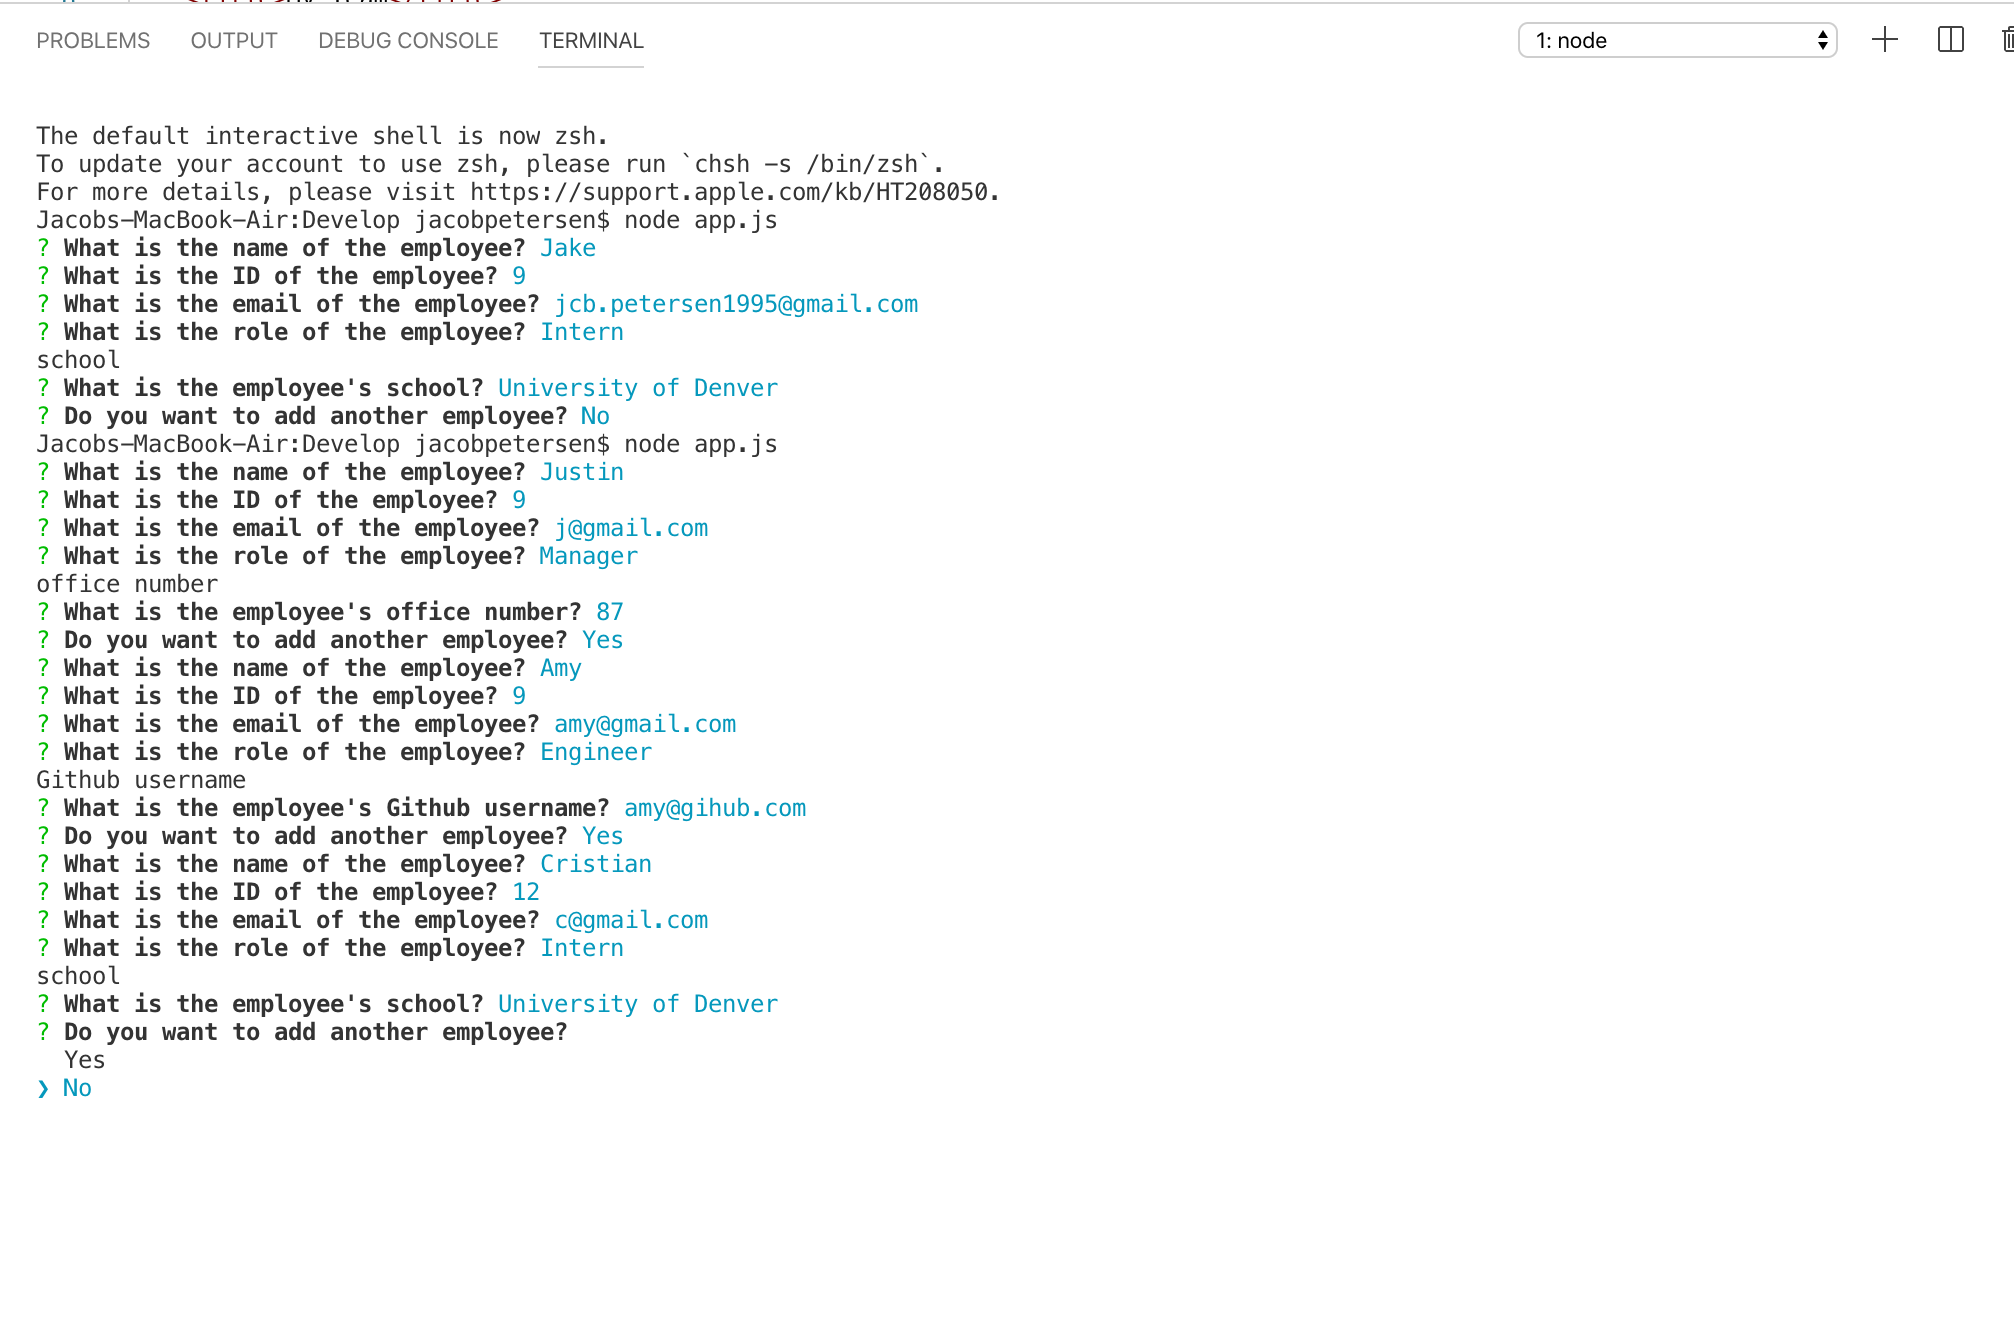 PROBLEMS OUTPUT DEBUG CONSOLE TERMINAL 1: node
The default interactive shell is now zsh.
To update your account to use zsh, please run `chsh -s /bin/zsh`.
For more details, please visit https://support.apple.com/kb/HT208050.
Jacobs-MacBook-Air:Develop jacobpetersen$ node app.js
? What is the name of the employee? Jake
? What is the ID of the employee? 9
? What is the email of the employee? jcb.petersen1995@gmail.com
? What is the role of the employee? Intern
school
? What is the employee's school? University of Denver
? Do you want to add another employee? No
Jacobs-MacBook-Air:Develop jacobpetersen$ node app.js
? What is the name of the employee? Justin
? What is the ID of the employee? 9
? What is the email of the employee? j@gmail.com
? What is the role of the employee? Manager
office number
? What is the employee's office number? 87
? Do you want to add another employee? Yes
? What is the name of the employee? Amy
? What is the ID of the employee? 9
? What is the email of the employee? amy@gmail.com
? What is the role of the employee? Engineer
Github username
? What is the employee's Github username? amy@gihub.com
? Do you want to add another employee? Yes
? What is the name of the employee? Cristian
? What is the ID of the employee? 12
? What is the email of the employee? c@gmail.com
? What is the role of the employee? Intern
school
? What is the employee's school? University of Denver
? Do you want to add another employee?
Yes
❯ No